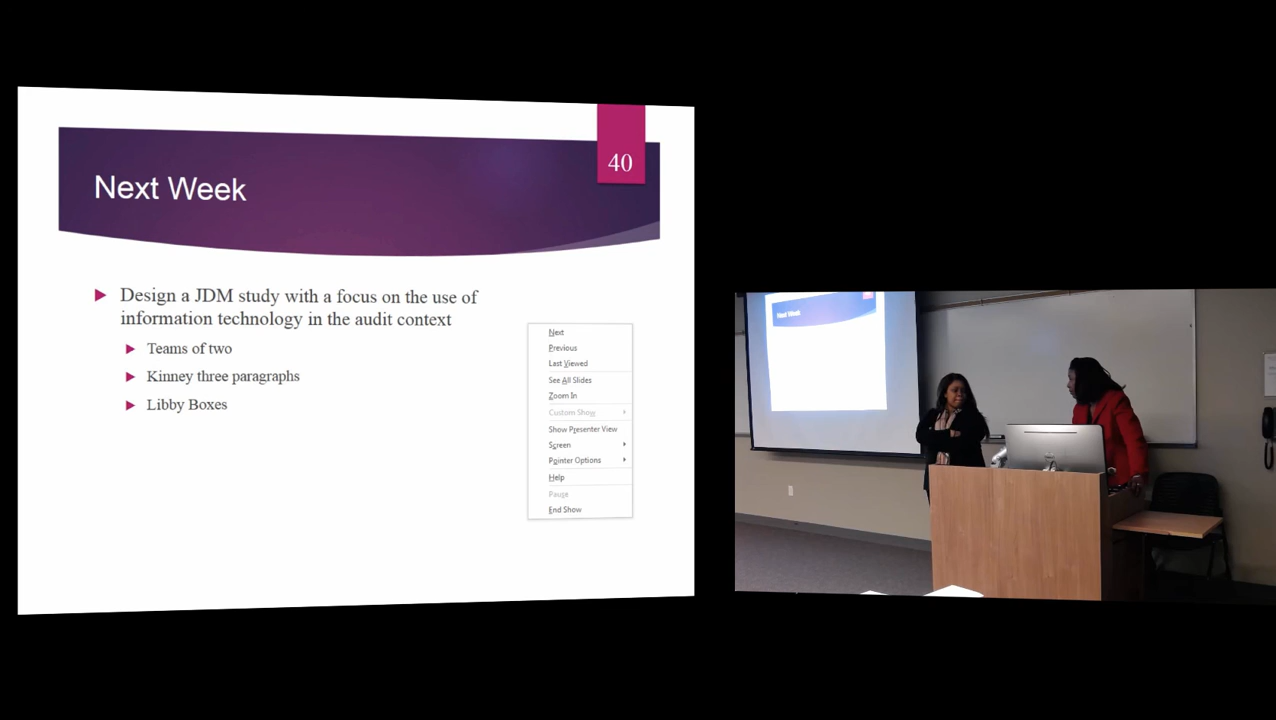 40
Next Week
Design a JDM study with a focus on the use of
information technology in the audit context
Teams of two
Kinney three paragraphs
Libby Boxes
Next
Previous
Last Viewed
See All Slides
Zoom In
Custom Show
Show Presenter View
Screen
Pointer Options
Help
Pause
End Show
Next Week